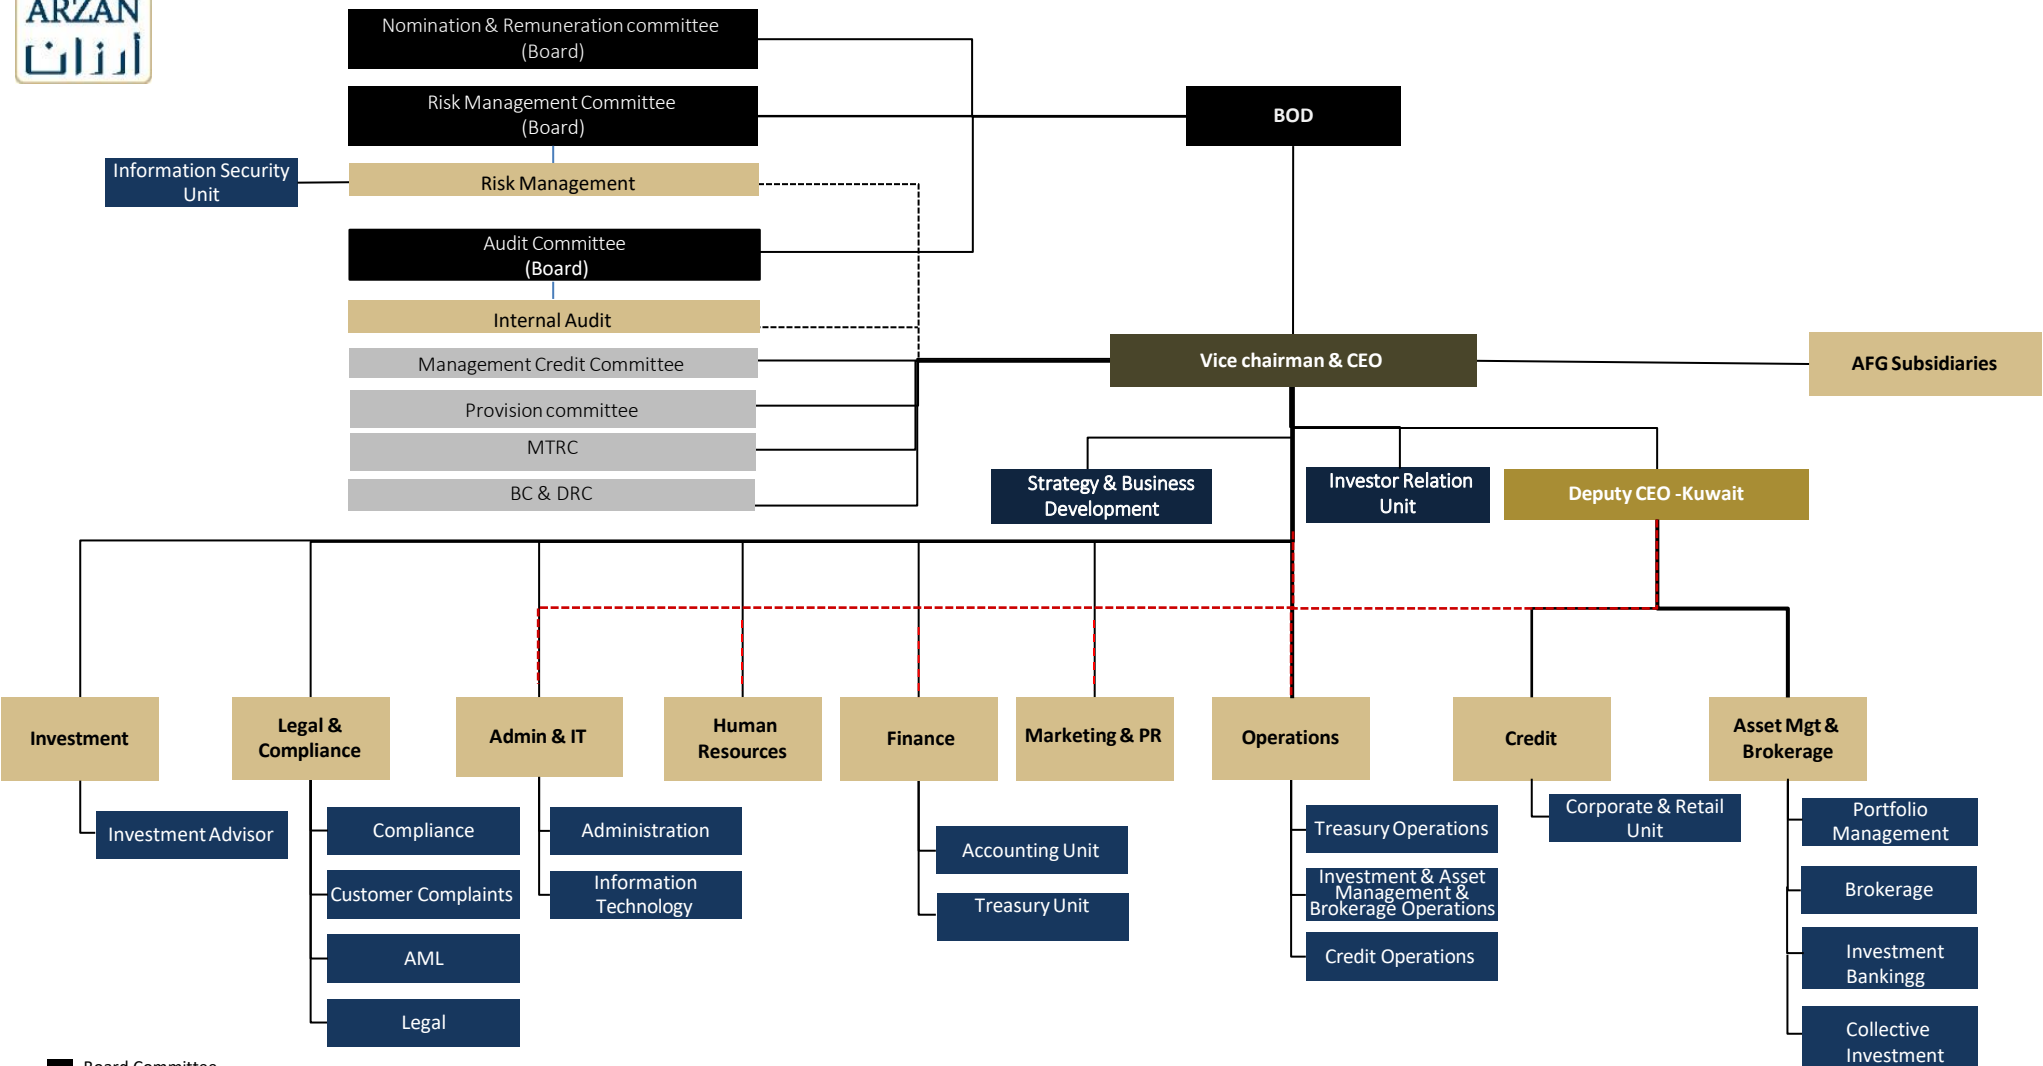 ARZAN
أرزان
Nomination & Remuneration committee
(Board)
Risk Management Committee
(Board)
BOD
Information Security
Unit
Risk Management
Audit Committee
(Board)
Internal Audit
Management Credit Committee
Vice chairman & CEO
AFG Subsidiaries
Provision committee
MTRC
BC & DRC
Strategy & Business
Development
Investor Relation
Unit
Deputy CEO -Kuwait
Investment
Legal &
Compliance
Admin & IT
Human
Resources
Finance
Marketing & PR
Operations
Credit
Asset Mgt &
Brokerage
Investment Advisor
Compliance
Customer Complaints
AML
Legal
Administration
Information
Technology
Accounting Unit
Treasury Unit
Treasury Operations
Investment & Asset
Management &
Brokerage Operations
Credit Operations
Corporate & Retail
Unit
Portfolio
Management
Brokerage
Investment
Bankingg
Collective
Investment
Board Committee